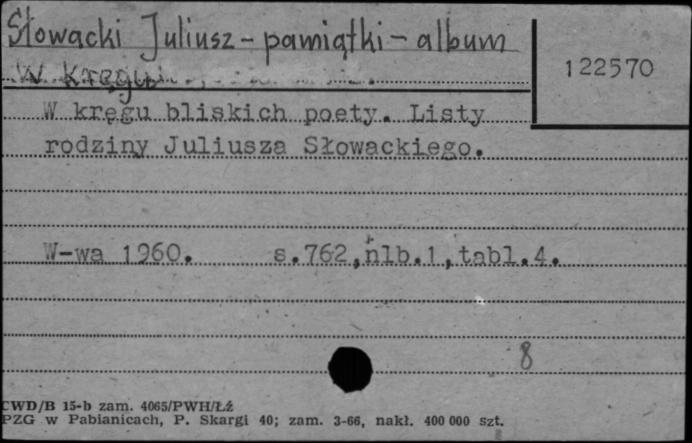 Słowacki Juliusz - pamiątki - album
122570
W kręgu
W kręgu bliskich poety. Listy
rodziny Juliusza Słowackiego.
W-wa 1960. s.762,nlb.1,tabl.4.
8
CWD/B 15-b zam. 4065/PWH/Łź
PZG w Pabianicach, P. Skargi 40; zam. 3-66, nakł. 400 000 szt.